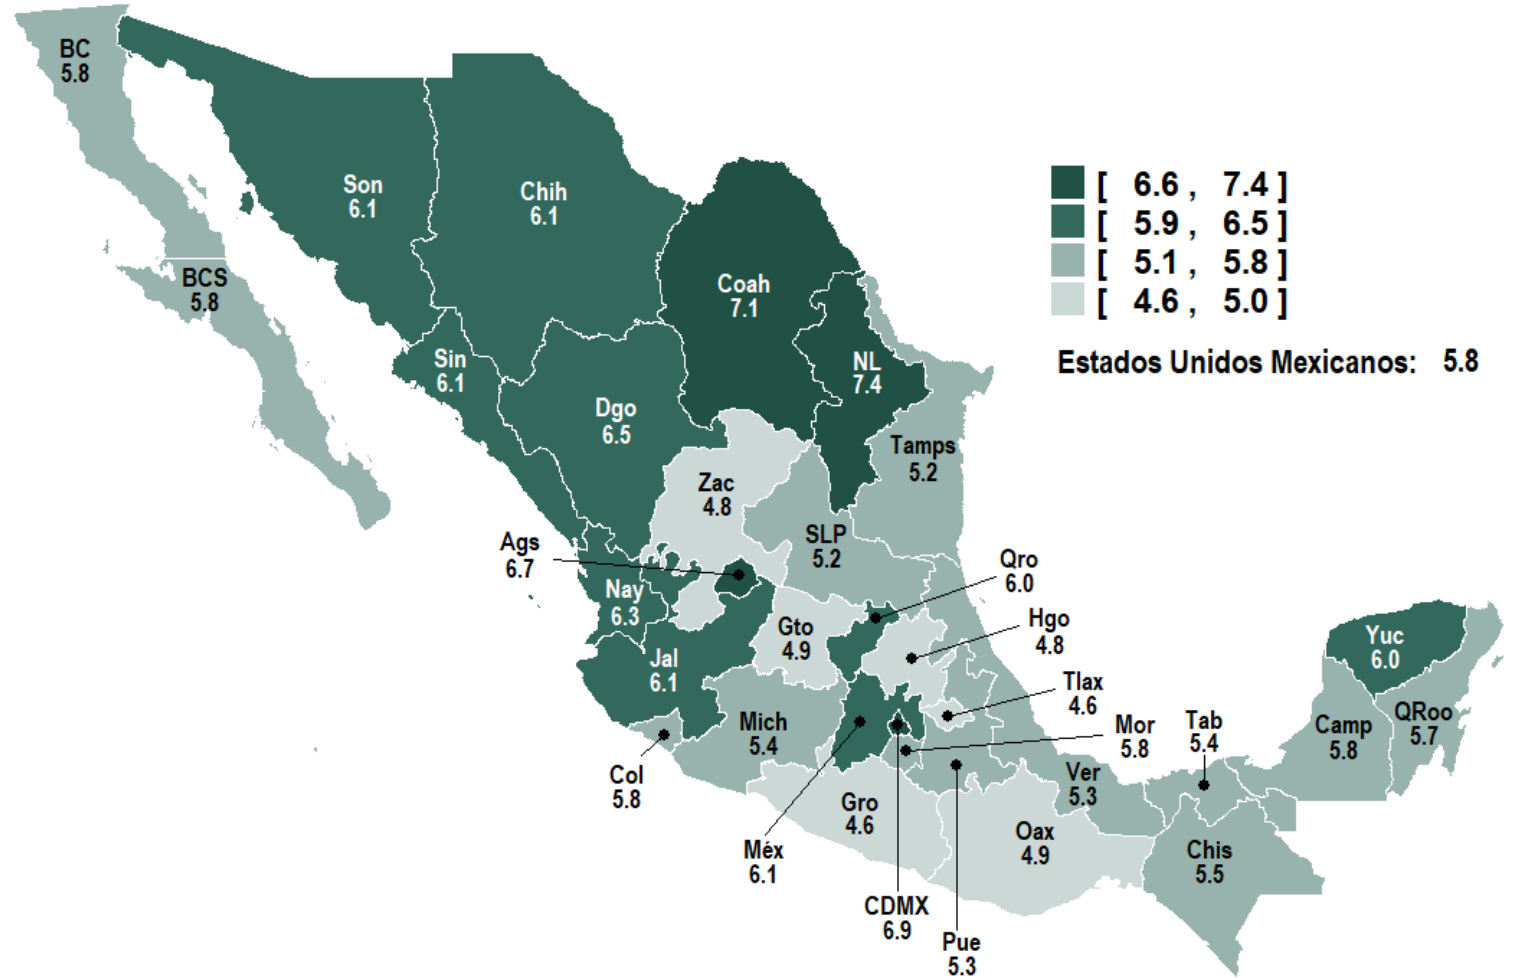 BC
5.8
Son
6.1
Chih
6.1
[ 6.6 , 7.4 ]
[ 5.9 , 6.5 ]
[ 5.1 , 5.8 ]
[ 4.6 , 5.0 ]
Estados Unidos Mexicanos: 5.8
BCS
5.8
Coah
7.1
Sin
6.1
NL
7.4
Dgo
6.5
Tamps
5.2
Zac
4.8
SLP
5.2
Ags
6.7
Qro
6.0
Nay
6.3
Gto
4.9
Hgo
4.8
Yuc
6.0
Jal
6.1
Tlax
4.6
Mich
5.4
Mor
5.8
Tab
5.4
Camp
5.8
QRoo
5.7
Col
5.8
Ver
5.3
Gro
4.6
Oax
4.9
Chis
5.5
Méx
6.1
CDMX
6.9
Pue
5.3